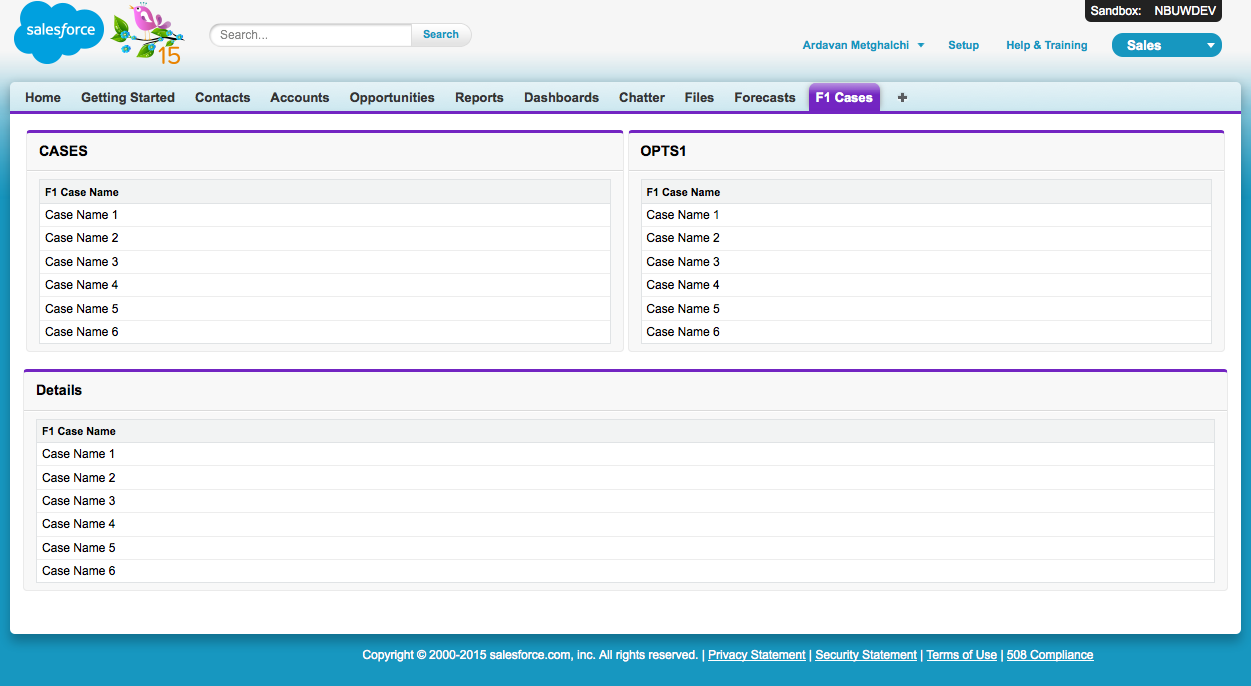 Sandbox: NBUWDEV
salesforce
15
Search...
Search
Ardavan Metghalchi
Setup
Help & Training
Sales
Home Getting Started Contacts Accounts Opportunities Reports Dashboards Chatter Files Forecasts F1 Cases +
CASES
F1 Case Name
Case Name 1
Case Name 2
Case Name 3
Case Name 4
Case Name 5
Case Name 6
OPTS1
F1 Case Name
Case Name 1
Case Name 2
Case Name 3
Case Name 4
Case Name 5
Case Name 6
Details
F1 Case Name
Case Name 1
Case Name 2
Case Name 3
Case Name 4
Case Name 5
Case Name 6
Copyright © 2000-2015 salesforce.com, inc. All rights reserved. | Privacy Statement | Security Statement | Terms of Use | 508 Compliance